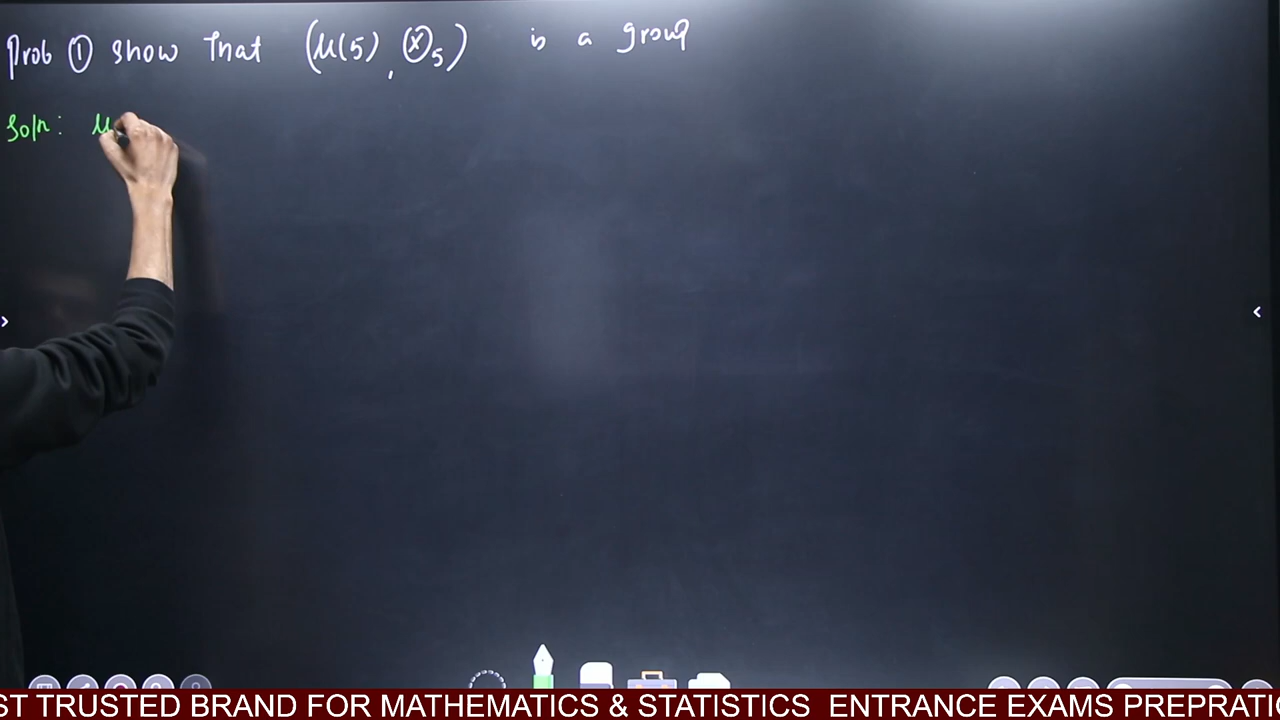 Prob ① show that (U(5), ⊗₅) is a group
Soln: U
ST TRUSTED BRAND FOR MATHEMATICS & STATISTICS ENTRANCE EXAMS PREPRATI